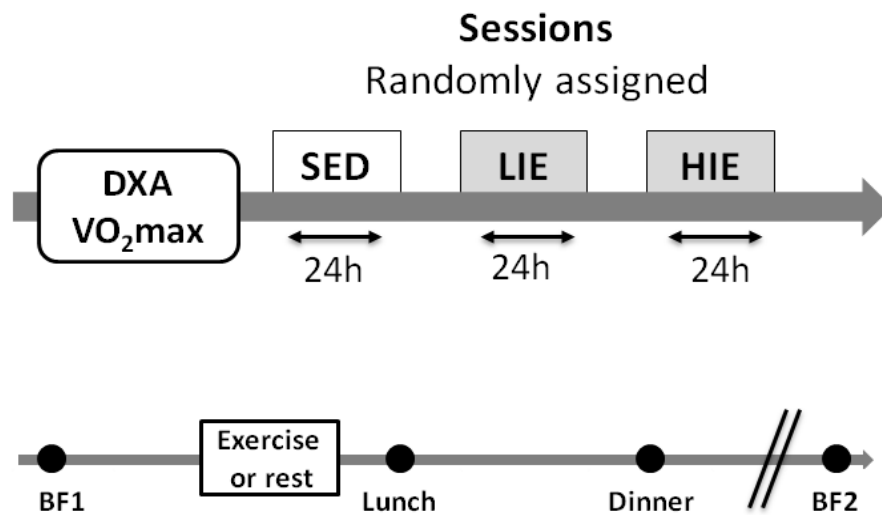 Sessions
Randomly assigned
SED
LIE
HIE
DXA
VO₂max
24h
24h
24h
Exercise
or rest
BF1
Lunch
Dinner
BF2